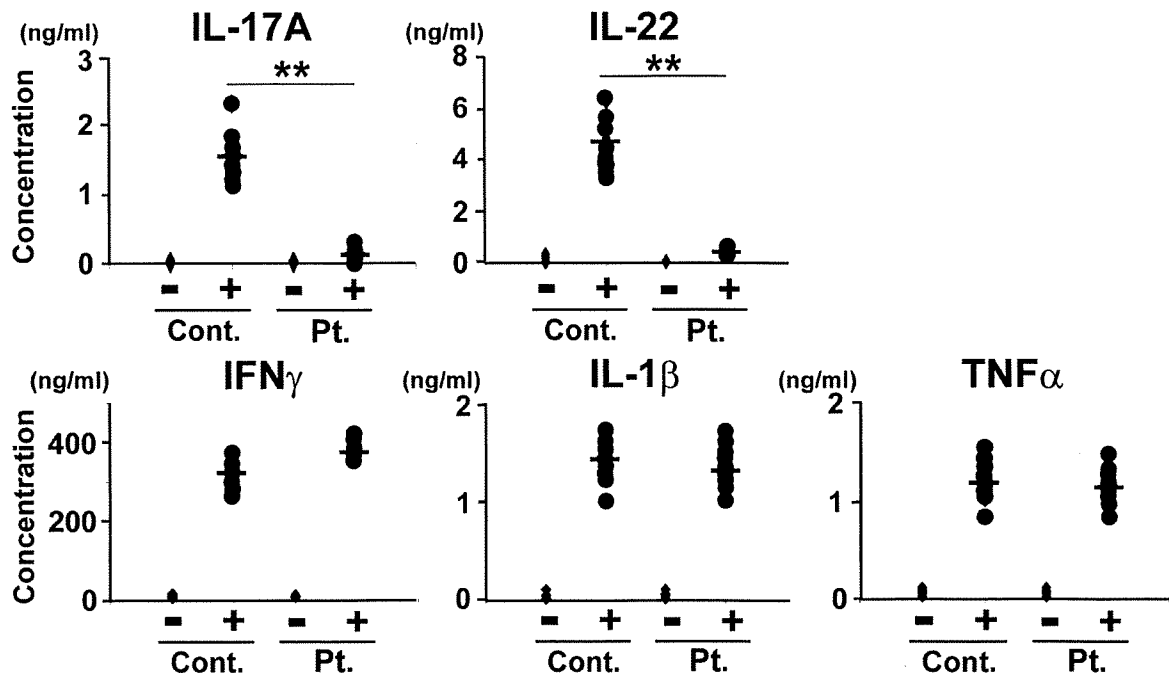 IL-17A
IL-22
(ng/ml)
(ng/ml)
Concentration
3
2
1
0
**
8
6
4
2
0
**
- + - +
- + - +
Cont. Pt.
Cont. Pt.
IFNγ
IL-1β
TNFα
(ng/ml)
(ng/ml)
(ng/ml)
Concentration
400
200
0
2
1
0
2
1
0
- + - +
- + - +
- + - +
Cont. Pt.
Cont. Pt.
Cont. Pt.